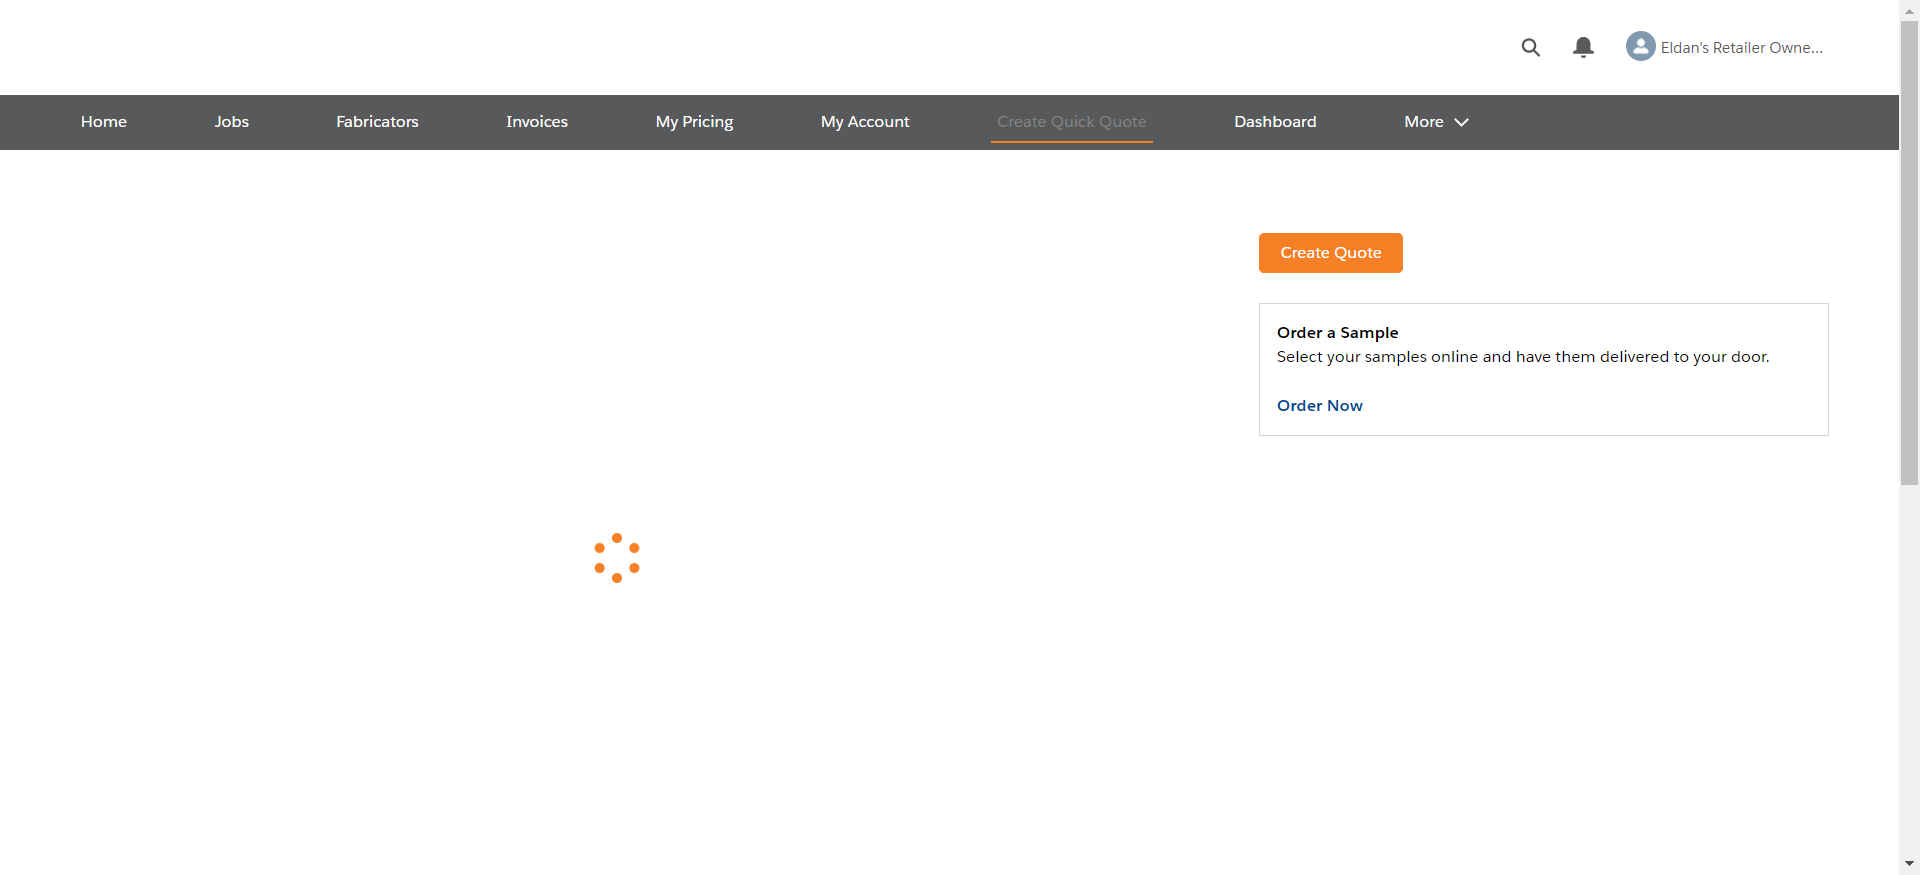 Eldan's Retailer Owne...
Home
Jobs
Fabricators
Invoices
My Pricing
My Account
Create Quick Quote
Dashboard
More
Create Quote
Order a Sample
Select your samples online and have them delivered to your door.
Order Now